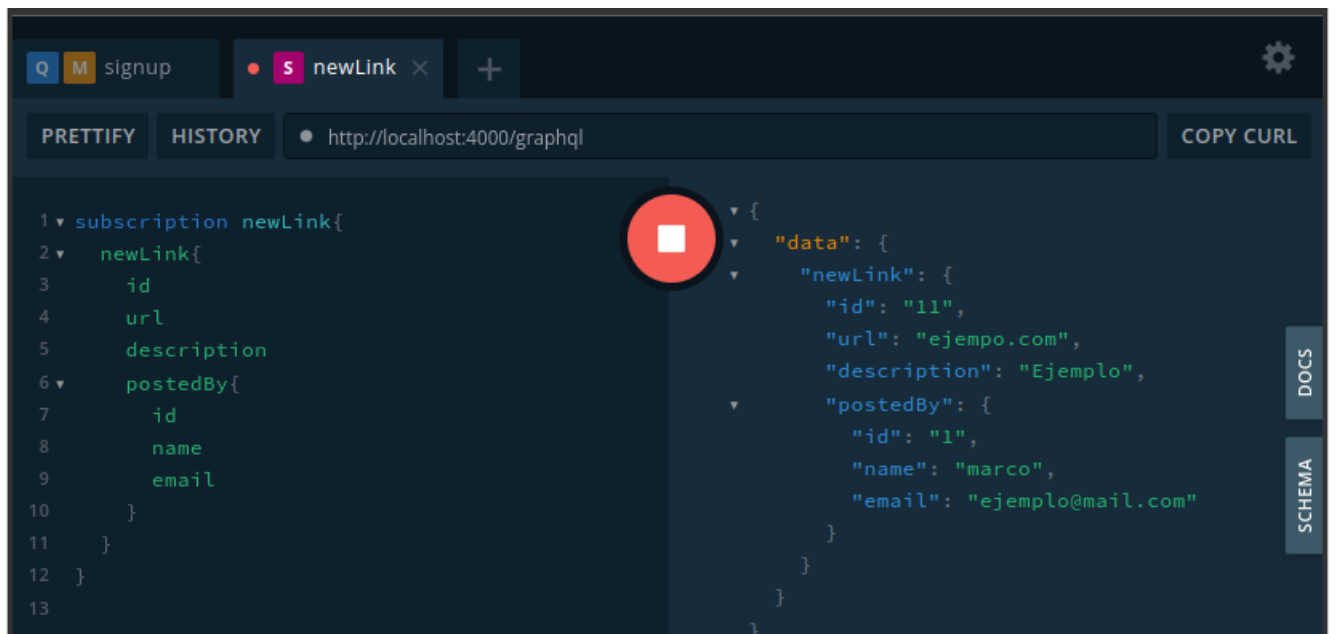 Q M signup S newLink × +
PRETTIFY HISTORY http://localhost:4000/graphql COPY CURL
1 subscription newLink{
2 newLink{
3 id
4 url
5 description
6 postedBy{
7 id
8 name
9 email
10 }
11 }
12 }
13
{
"data": {
"newLink": {
"id": "11",
"url": "ejempo.com",
"description": "Ejemplo",
"postedBy": {
"id": "1",
"name": "marco",
"email": "ejemplo@mail.com"
}
}
}
}
DOCS
SCHEMA